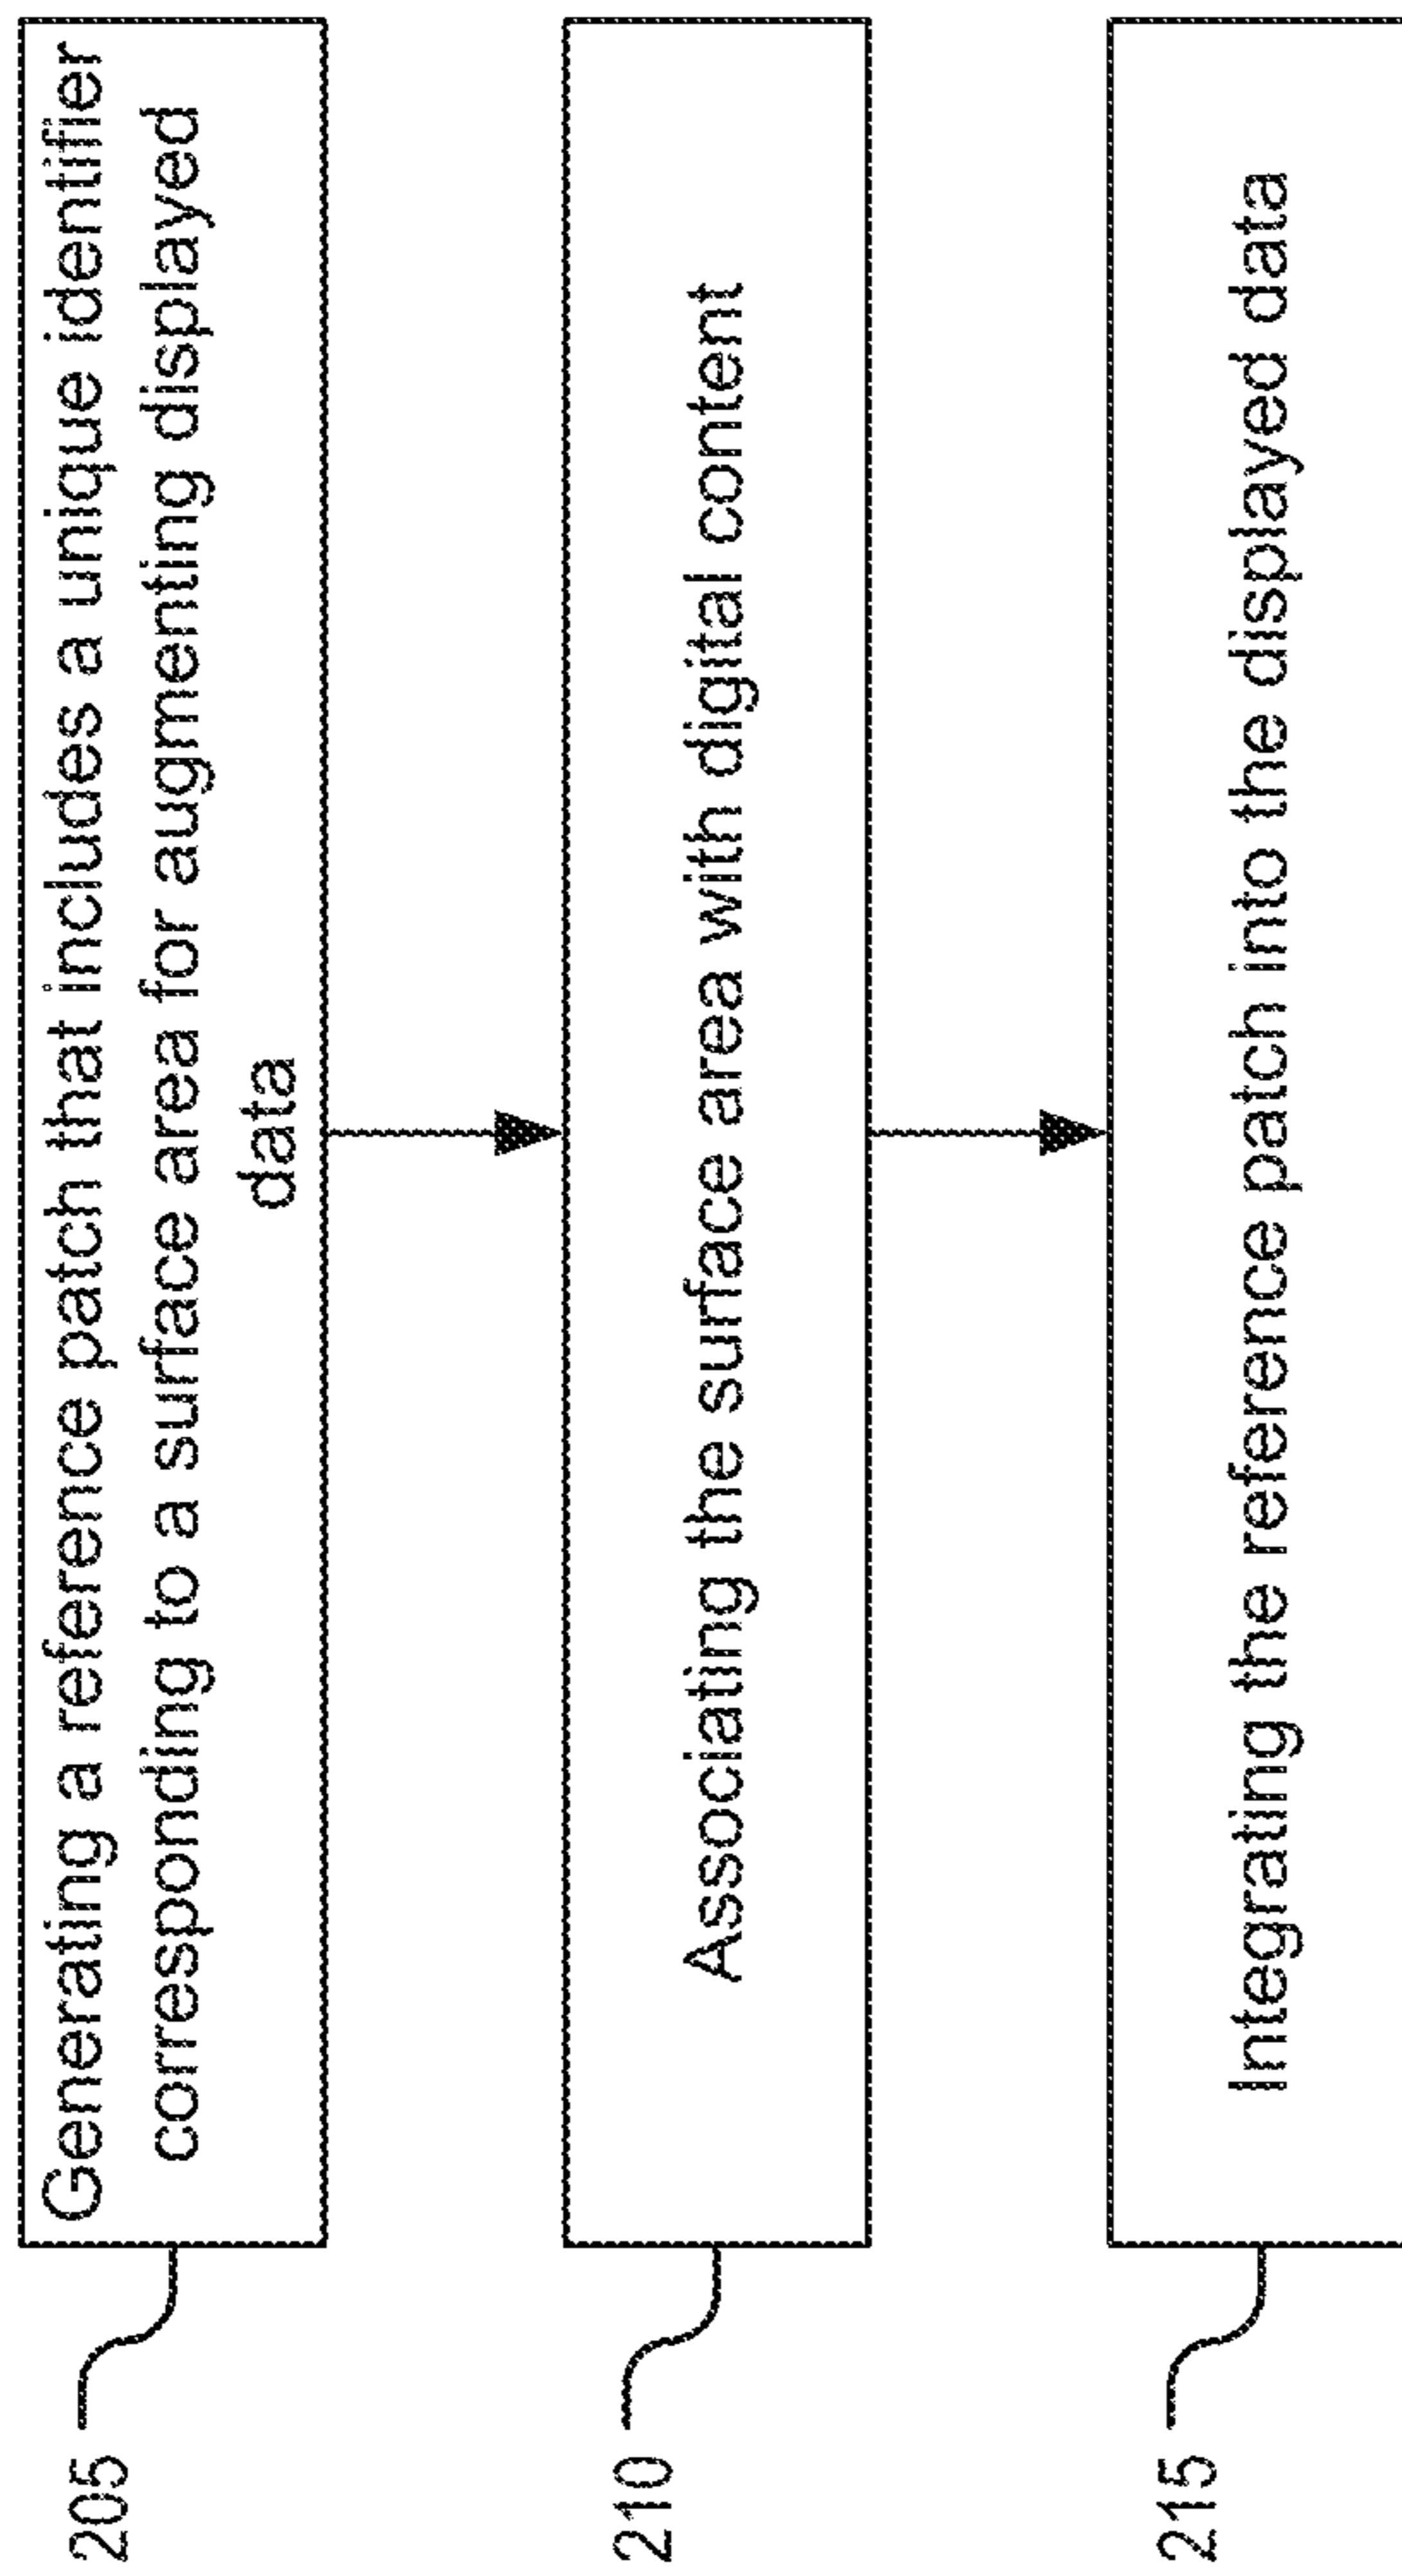 205
Generating a reference patch that includes a unique identifier
corresponding to a surface area for augmenting displayed
data
210
Associating the surface area with digital content
215
Integrating the reference patch into the displayed data